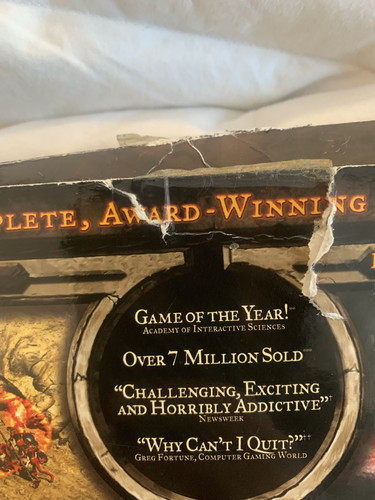 PLETE, AWARD-WINNING
GAME OF THE YEAR!
ACADEMY OF INTERACTIVE SCIENCES
OVER 7 MILLION SOLD
"CHALLENGING, EXCITING
AND HORRIBLY ADDICTIVE"†
NEWSWEEK
"WHY CAN'T I QUIT?"††
GREG FORTUNE, COMPUTER GAMING WORLD